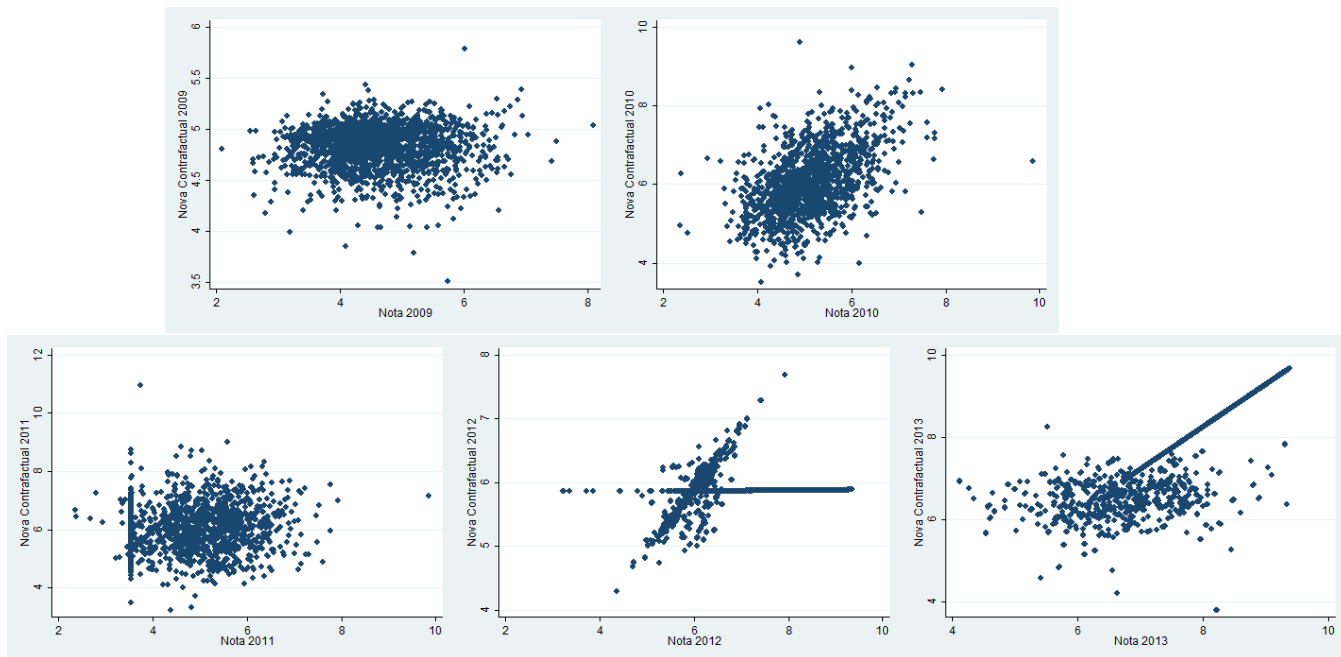 6
5.5
5
4.5
4
3.5
Nova Contrafactual 2009
2 4 6 8
Nota 2009
10
8
6
4
Nova Contrafactual 2010
2 4 6 8 10
Nota 2010
12
10
8
6
4
Nova Contrafactual 2011
2 4 6 8 10
Nota 2011
8
7
6
5
4
Nova Contrafactual 2012
2 4 6 8 10
Nota 2012
10
8
6
4
Nova Contrafactual 2013
4 6 8 10
Nota 2013